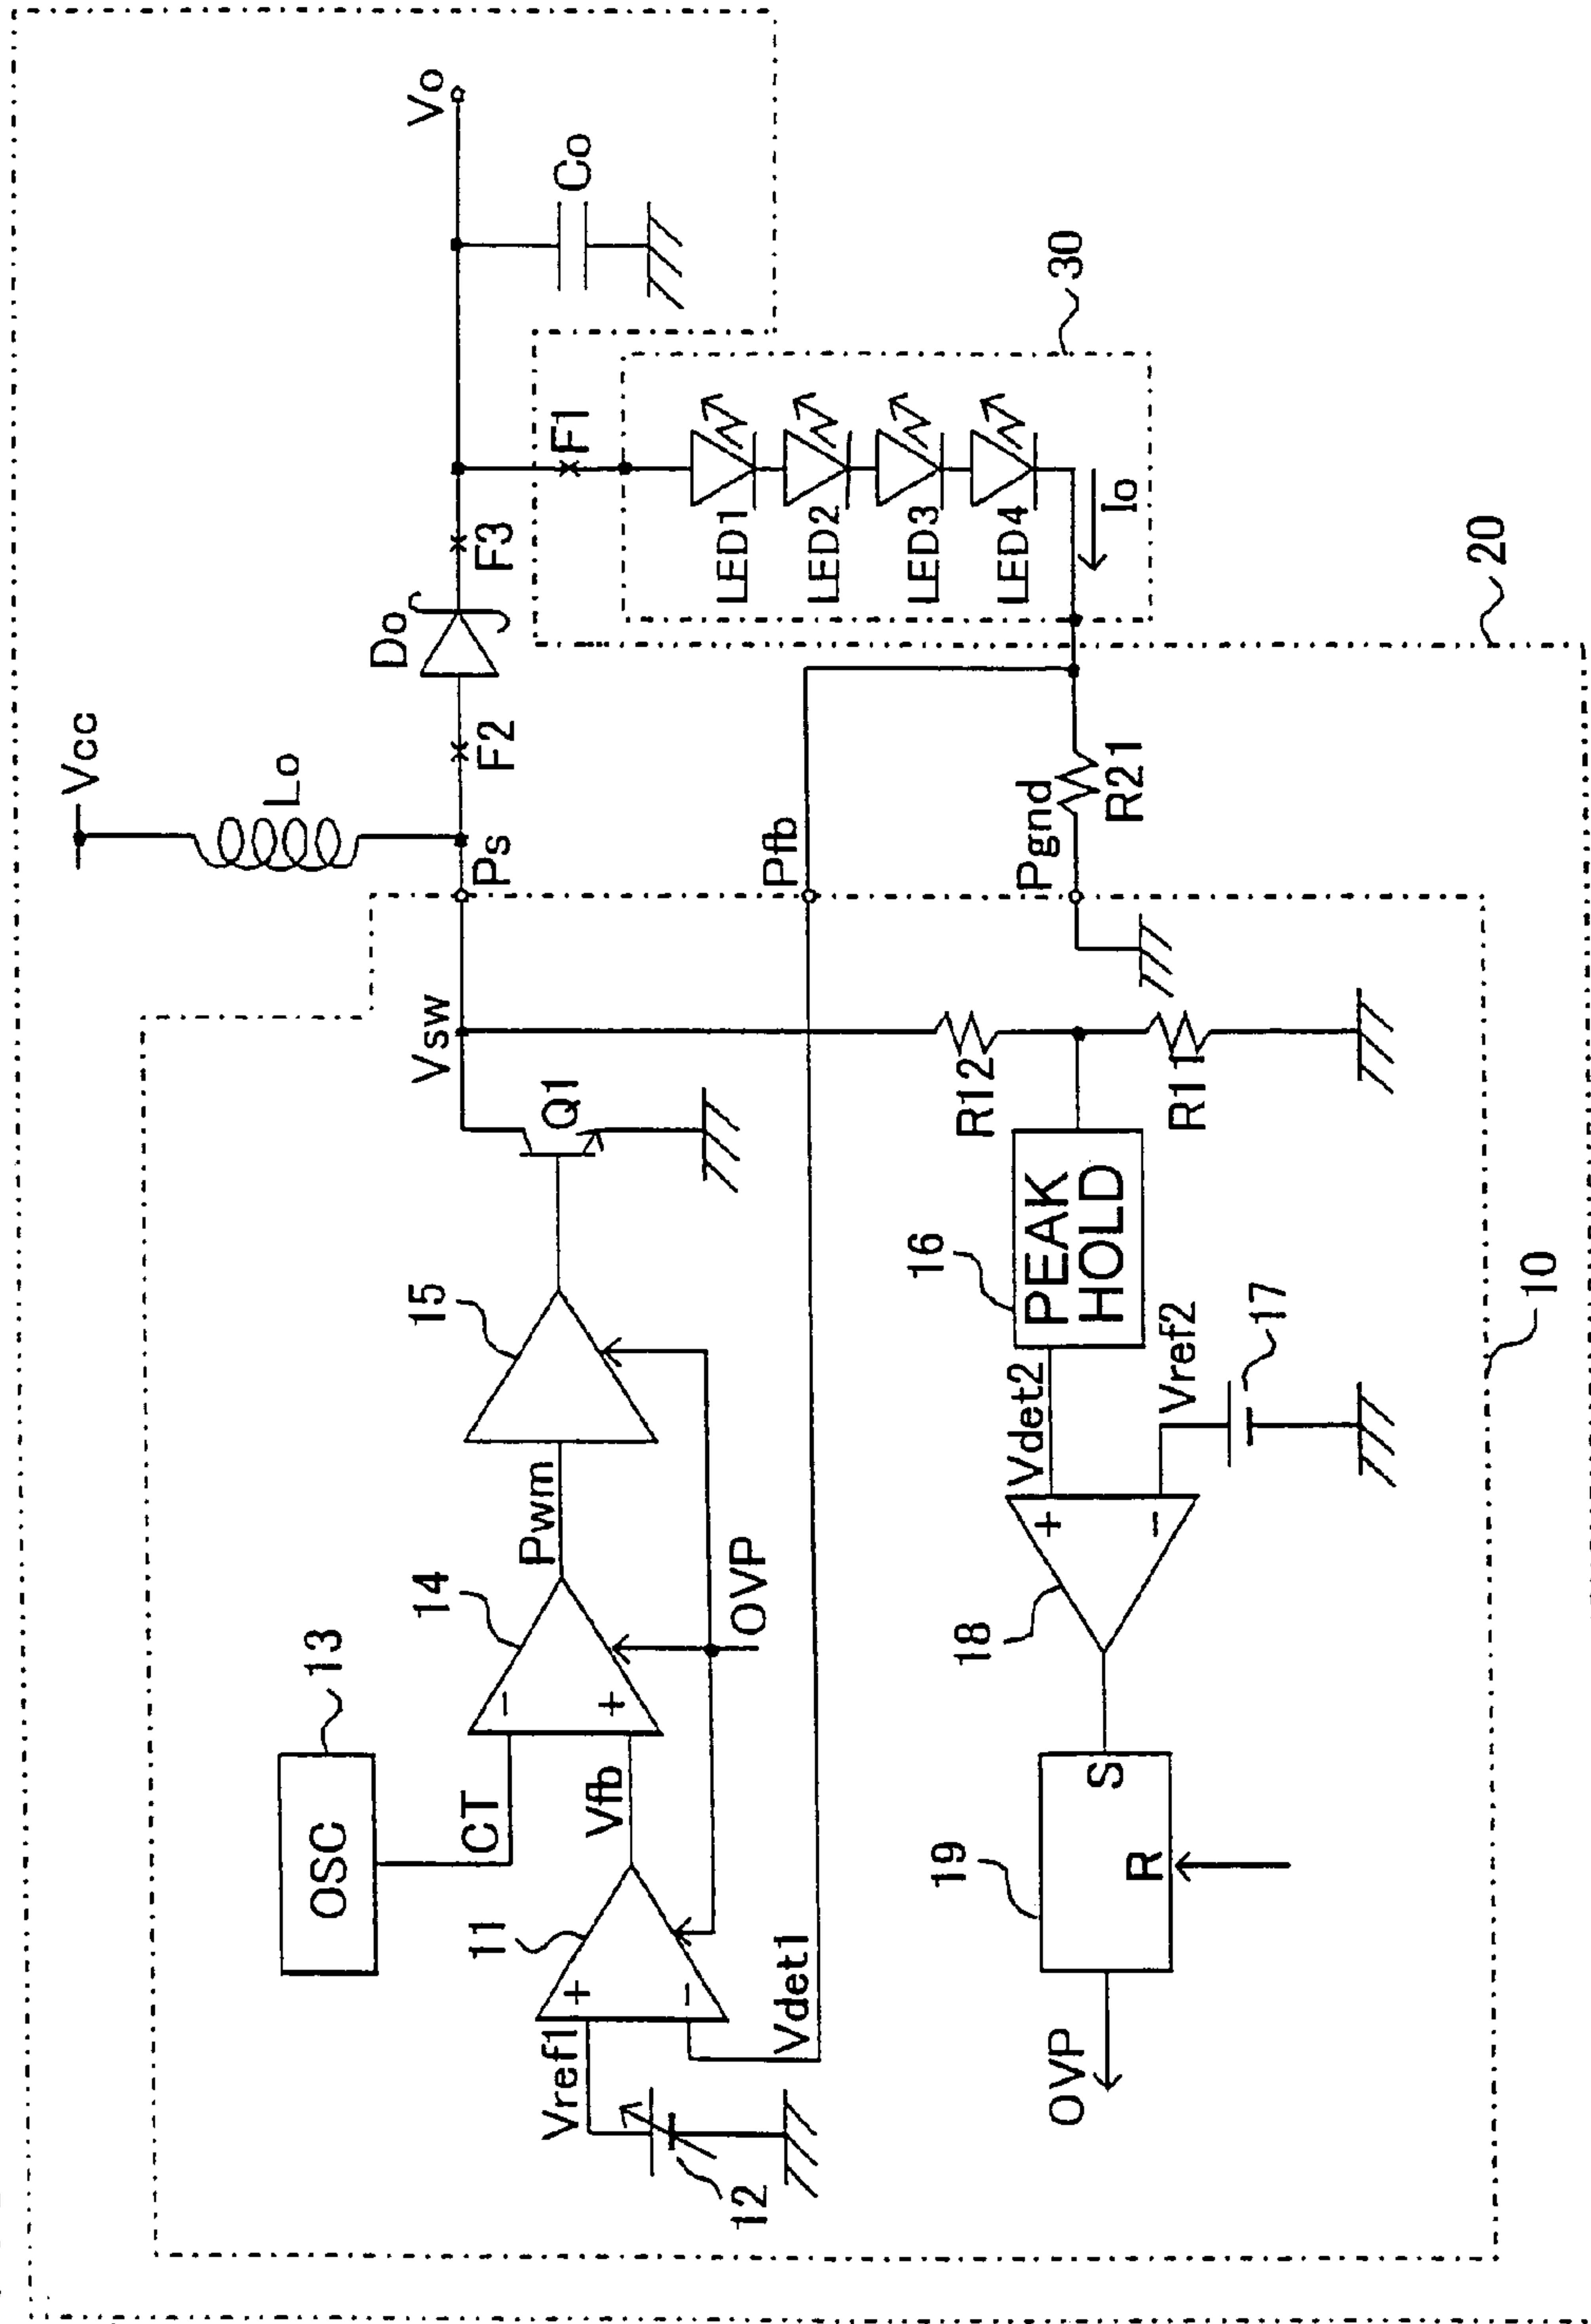 Vcc
Lo
Vo
Do
F2
F3
Co
F1
Ps
Vsw
Q1
15
Pwm
14
13
OSC
CT
Vfb
11
Vref1
12
OVP
Vdet1
Pfb
LED1
LED2
LED3
LED4
30
Io
Pgnd
R21
20
R12
R11
16
PEAK
HOLD
Vdet2
Vref2
17
18
19
S
R
OVP
10
+
-
-
+
+
-